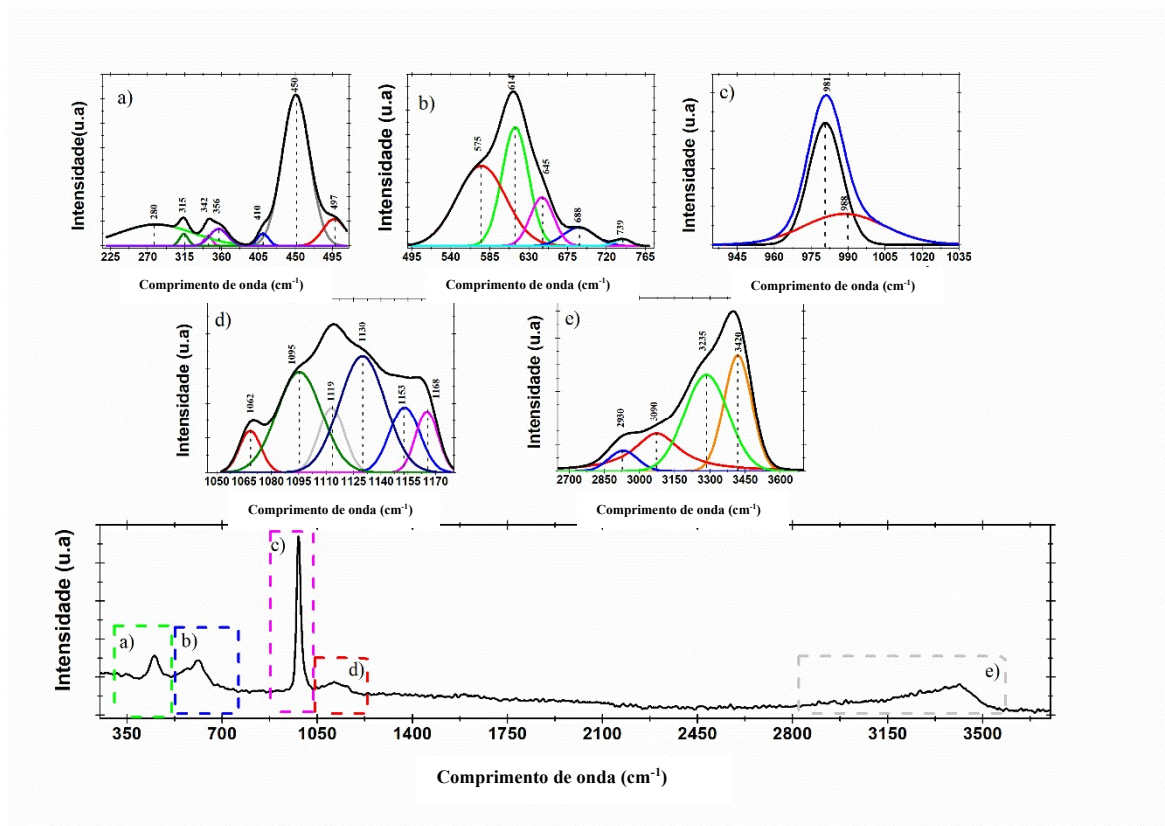 a)
Intensidade(u.a)
280
315
342
356
410
450
497
225 270 315 360 405 450 495
Comprimento de onda (cm-1)
b)
Intensidade (u.a)
575
614
645
688
739
495 540 585 630 675 720 765
Comprimento de onda (cm-1)
c)
Intensidade (u.a)
981
988
945 960 975 990 1005 1020 1035
Comprimento de onda (cm-1)
d)
Intensidade (u.a)
1062
1095
1119
1130
1153
1168
1050 1065 1080 1095 1110 1125 1140 1155 1170
Comprimento de onda (cm-1)
e)
Intensidade (u.a)
2930
3090
3235
3420
2700 2850 3000 3150 3300 3450 3600
Comprimento de onda (cm-1)
Intensidade (u.a)
a)
b)
c)
d)
e)
350 700 1050 1400 1750 2100 2450 2800 3150 3500
Comprimento de onda (cm-1)